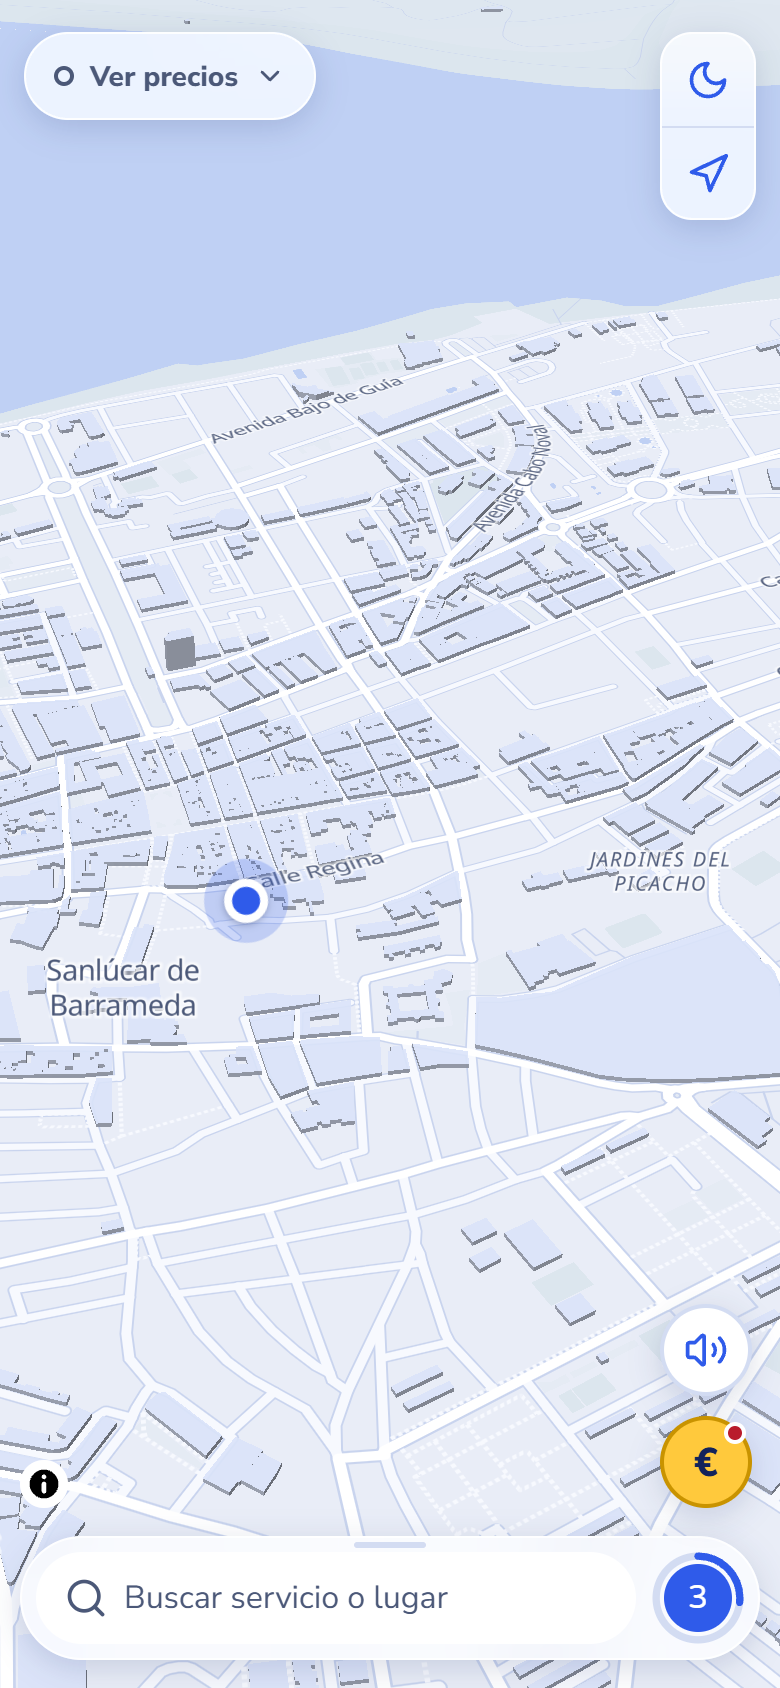 Ver precios
Avenida Bajo de Guía
Avenida Cabo Noval
Calle Regina
JARDINES DEL
PICACHO
Sanlúcar de
Barrameda
€
Buscar servicio o lugar
3